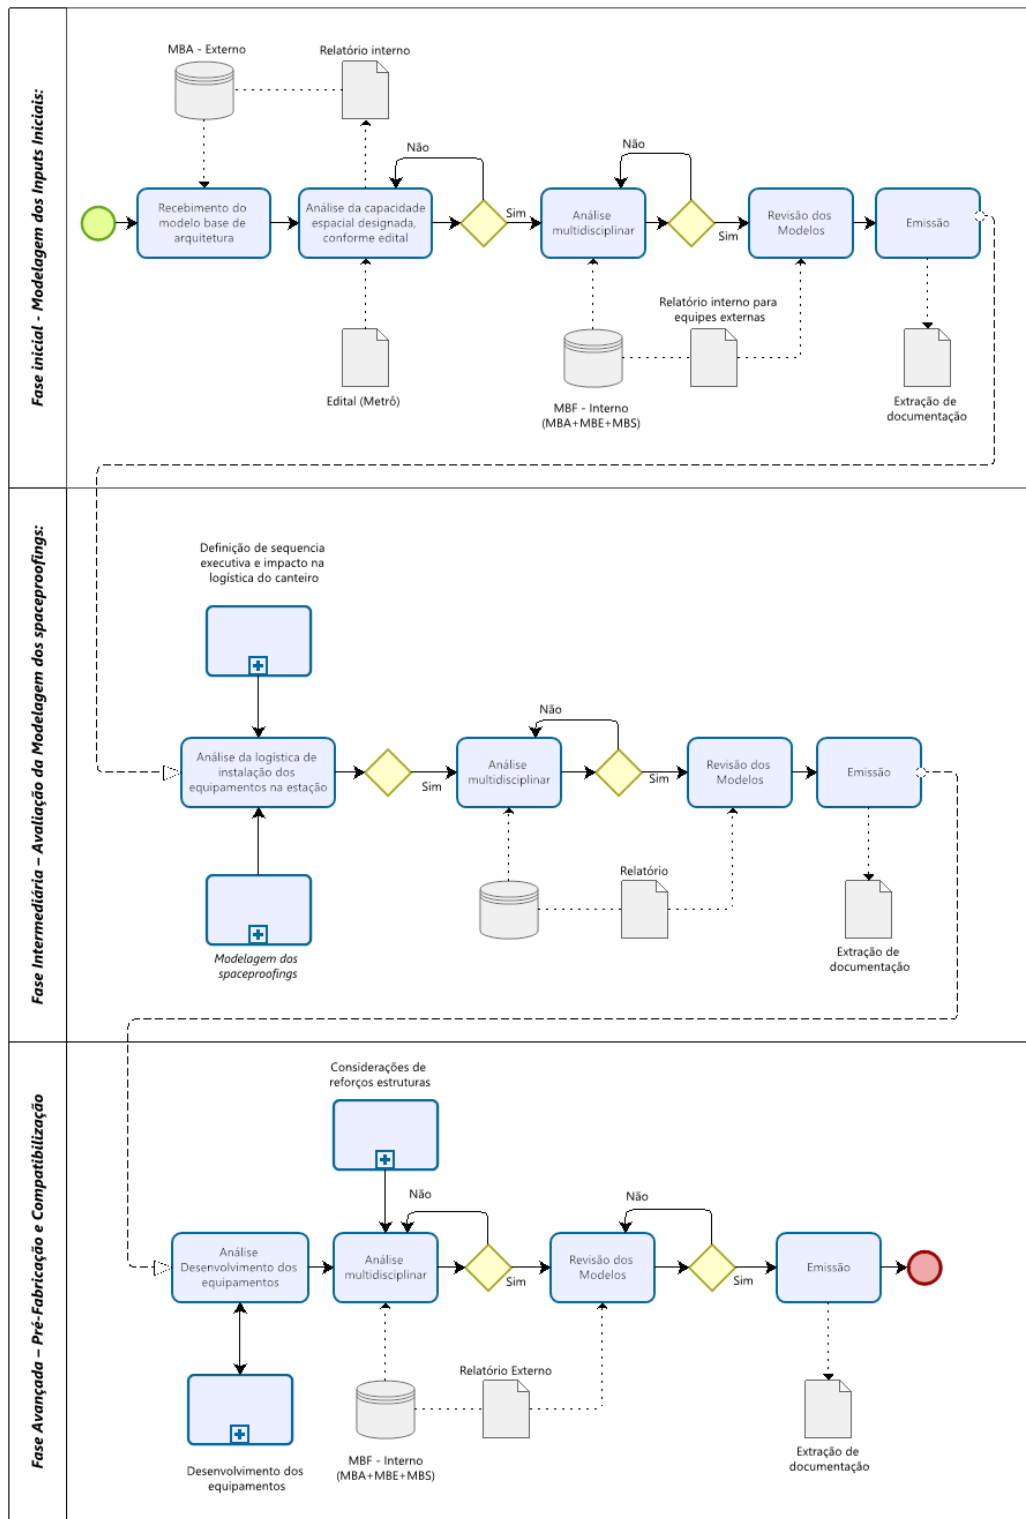 Fase inicial - Modelagem dos Inputs Iniciais:
MBA - Externo
Relatório interno
Não
Não
Recebimento do
modelo base de
arquitetura
Análise da capacidade
espacial designada,
conforme edital
Sim
Análise
multidisciplinar
Sim
Revisão dos
Modelos
Emissão
Relatório interno para
equipes externas
Edital (Metrô)
MBF - Interno
(MBA+MBE+MBS)
Extração de
documentação
Fase Intermediária – Avaliação da Modelagem dos spaceproofings:
Definição de sequencia
executiva e impacto na
logística do canteiro
Não
Análise da logística de
instalação dos
equipamentos na estação
Sim
Análise
multidisciplinar
Sim
Revisão dos
Modelos
Emissão
Relatório
Modelagem dos
spaceproofings
Extração de
documentação
Fase Avançada – Pré-Fabricação e Compatibilização
Considerações de
reforços estruturas
Não
Não
Análise
Desenvolvimento dos
equipamentos
Análise
multidisciplinar
Sim
Revisão dos
Modelos
Sim
Emissão
Relatório Externo
Desenvolvimento dos
equipamentos
MBF - Interno
(MBA+MBE+MBS)
Extração de
documentação